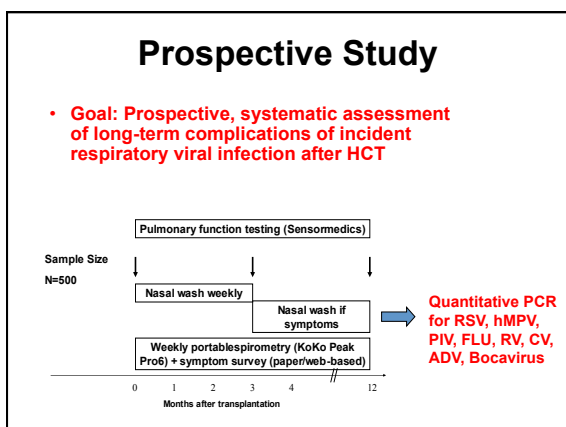 Prospective Study
• Goal: Prospective, systematic assessment
of long-term complications of incident
respiratory viral infection after HCT
Pulmonary function testing (Sensormedics)
Sample Size
N=500
Nasal wash weekly
Nasal wash if
symptoms
Quantitative PCR
for RSV, hMPV,
PIV, FLU, RV, CV,
ADV, Bocavirus
Weekly portablespirometry (KoKo Peak
Pro6) + symptom survey (paper/web-based)
0 1 2 3 4 // 12
Months after transplantation